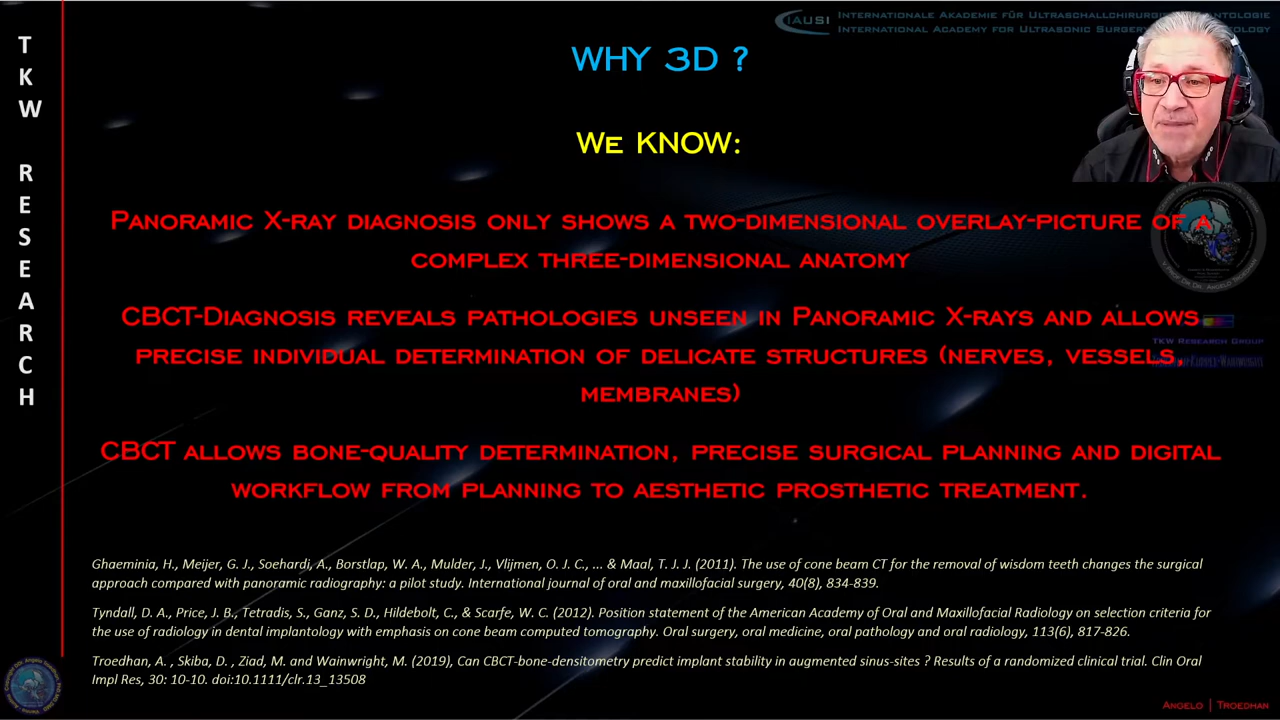 TKW RESEARCH
IAUSI
INTERNATIONALE AKADEMIE FÜR
INTERNATIONAL ACADEMY FOR ULTRASONIC
WHY 3D ?
WE KNOW:
PANORAMIC X-RAY DIAGNOSIS ONLY SHOWS A TWO-DIMENSIONAL OVERLAY-PICTURE OF A
COMPLEX THREE-DIMENSIONAL ANATOMY
CBCT-DIAGNOSIS REVEALS PATHOLOGIES UNSEEN IN PANORAMIC X-RAYS AND ALLOWS
PRECISE INDIVIDUAL DETERMINATION OF DELICATE STRUCTURES (NERVES, VESSELS,
MEMBRANES)
TKW RESEARCH GROUP
CBCT ALLOWS BONE-QUALITY DETERMINATION, PRECISE SURGICAL PLANNING AND DIGITAL
WORKFLOW FROM PLANNING TO AESTHETIC PROSTHETIC TREATMENT.
Ghaeminia, H., Meijer, G. J., Soehardi, A., Borstlap, W. A., Mulder, J., Vlijmen, O. J. C., ... & Maal, T. J. J. (2011). The use of cone beam CT for the removal of wisdom teeth changes the surgical
approach compared with panoramic radiography: a pilot study. International journal of oral and maxillofacial surgery, 40(8), 834-839.
Tyndall, D. A., Price, J. B., Tetradis, S., Ganz, S. D., Hildebolt, C., & Scarfe, W. C. (2012). Position statement of the American Academy of Oral and Maxillofacial Radiology on selection criteria for
the use of radiology in dental implantology with emphasis on cone beam computed tomography. Oral surgery, oral medicine, oral pathology and oral radiology, 113(6), 817-826.
Troedhan, A. , Skiba, D. , Ziad, M. and Wainwright, M. (2019), Can CBCT-bone-densitometry predict implant stability in augmented sinus-sites ? Results of a randomized clinical trial. Clin Oral
Impl Res, 30: 10-10. doi:10.1111/clr.13_13508
ANGELO | TROEDHAN